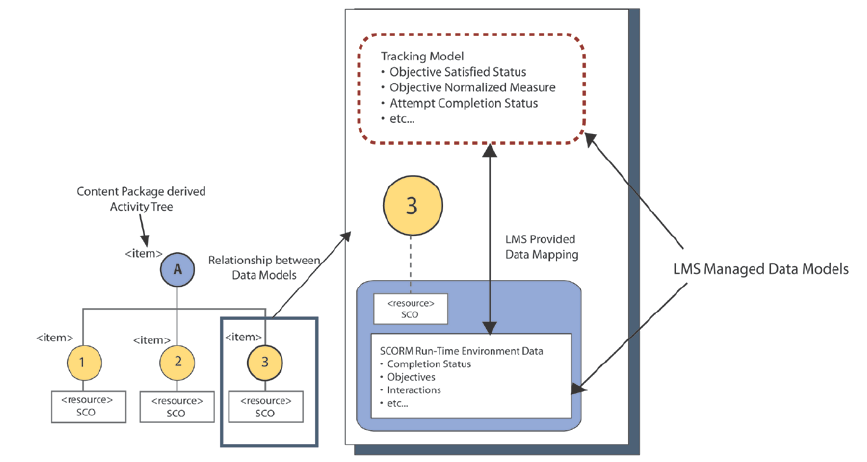 Tracking Model
• Objective Satisfied Status
• Objective Normalized Measure
• Attempt Completion Status
• etc...
Content Package derived
Activity Tree
<item>
A
Relationship between
Data Models
3
LMS Provided
Data Mapping
LMS Managed Data Models
<resource>
SCO
<item>
1
<item>
2
<item>
3
<resource>
SCO
<resource>
SCO
<resource>
SCO
SCORM Run-Time Environment Data
- Completion Status
• Objectives
• Interactions
• etc...